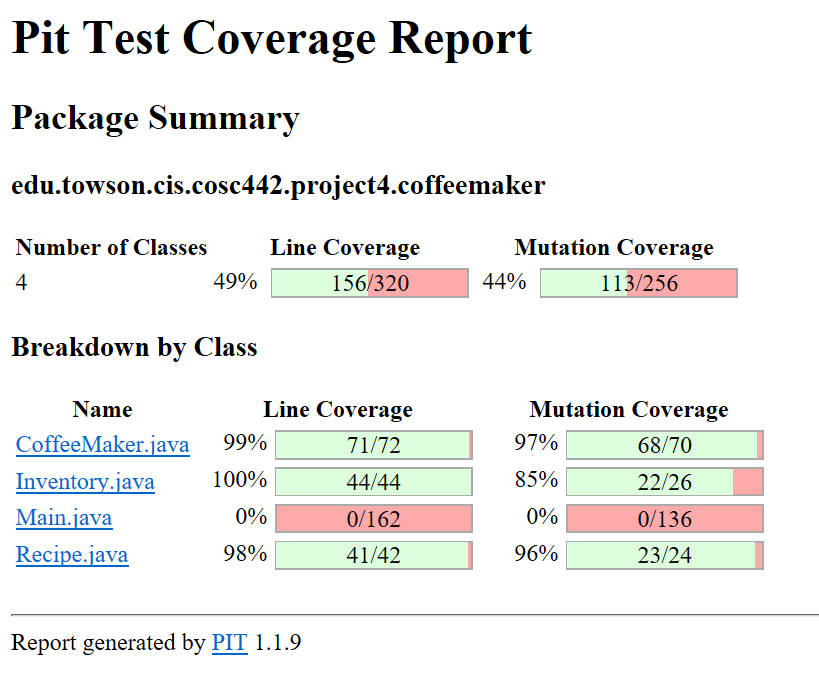 Pit Test Coverage Report
Package Summary
edu.towson.cis.cosc442.project4.coffeemaker
Number of Classes Line Coverage Mutation Coverage
4 49% 156/320 44% 113/256
Breakdown by Class
Name Line Coverage Mutation Coverage
CoffeeMaker.java 99% 71/72 97% 68/70
Inventory.java 100% 44/44 85% 22/26
Main.java 0% 0/162 0% 0/136
Recipe.java 98% 41/42 96% 23/24
Report generated by PIT 1.1.9